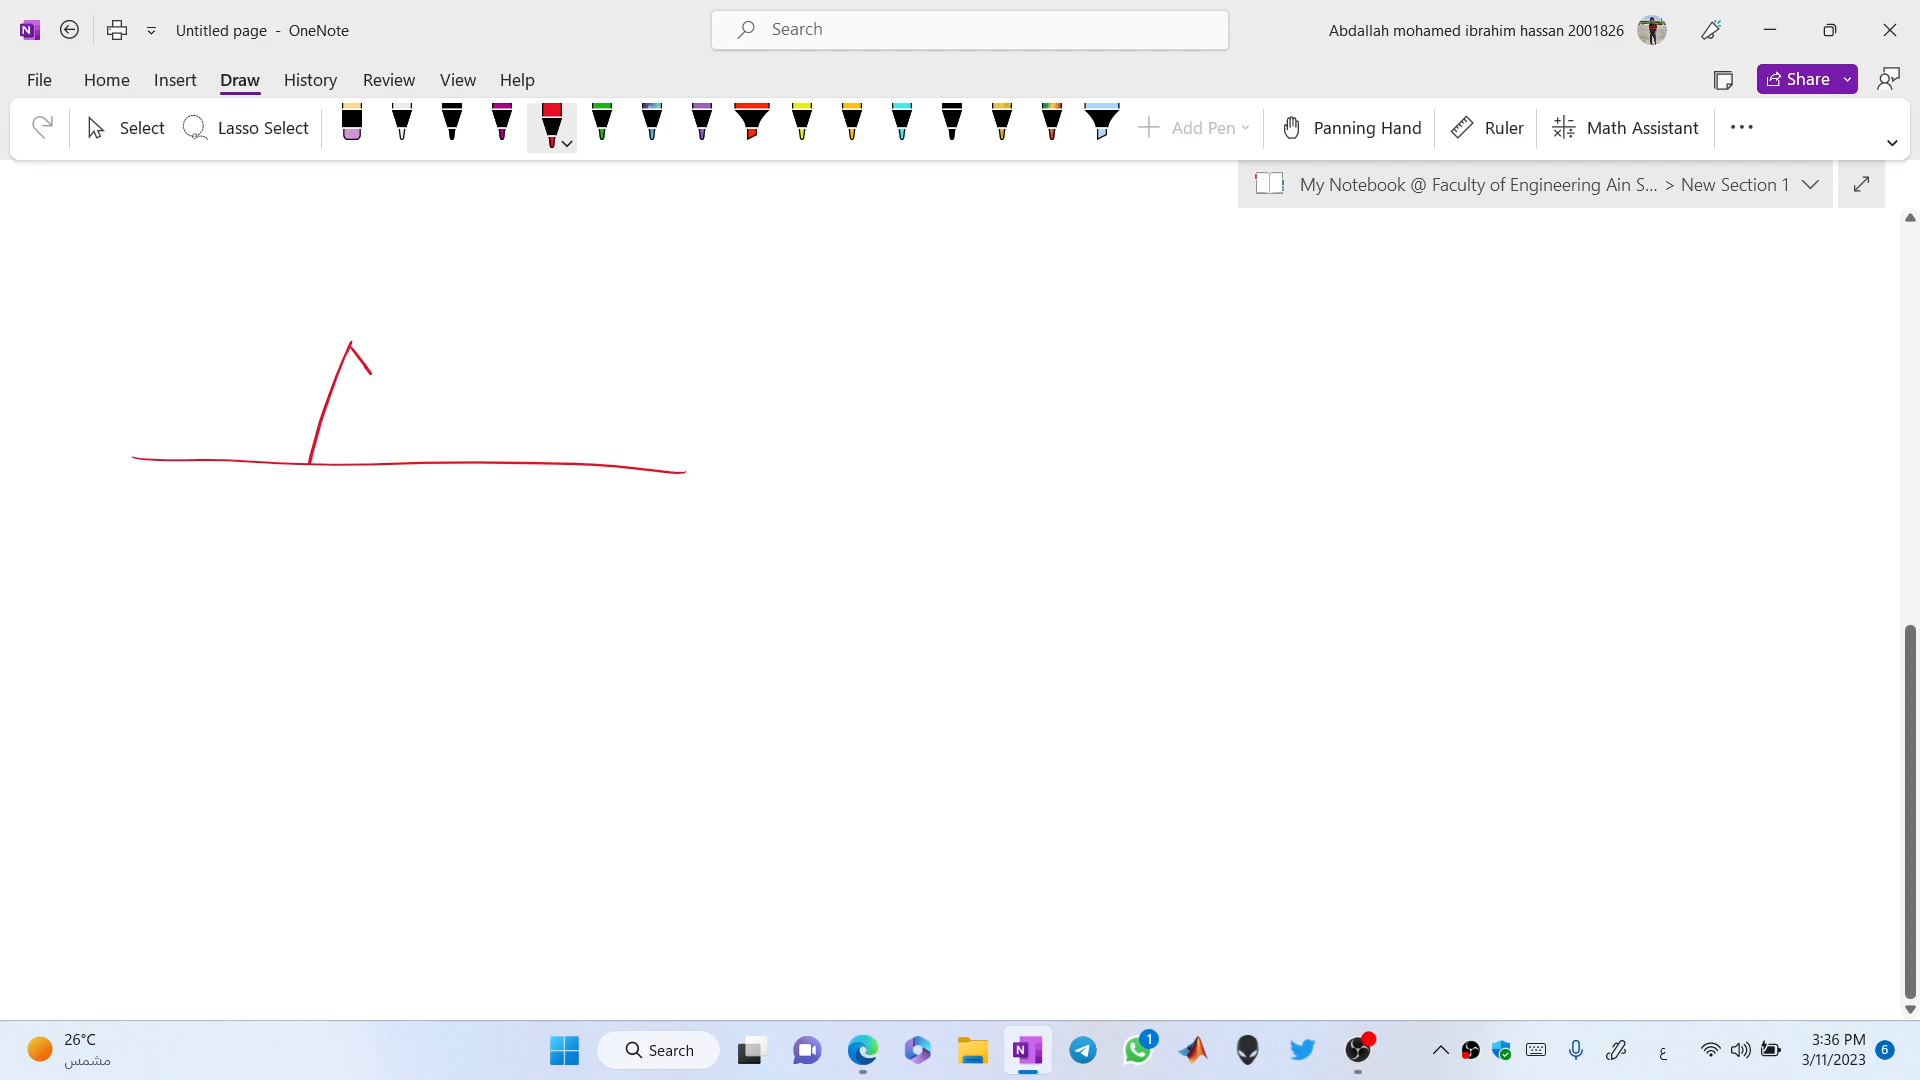 Untitled page - OneNote
Search
Abdallah mohamed ibrahim hassan 2001826
File Home Insert Draw History Review View Help
Share
Select Lasso Select Add Pen Panning Hand Ruler Math Assistant
My Notebook @ Faculty of Engineering Ain S... > New Section 1
26°C
مشمس
Search
1
ع
3:36 PM
3/11/2023
6